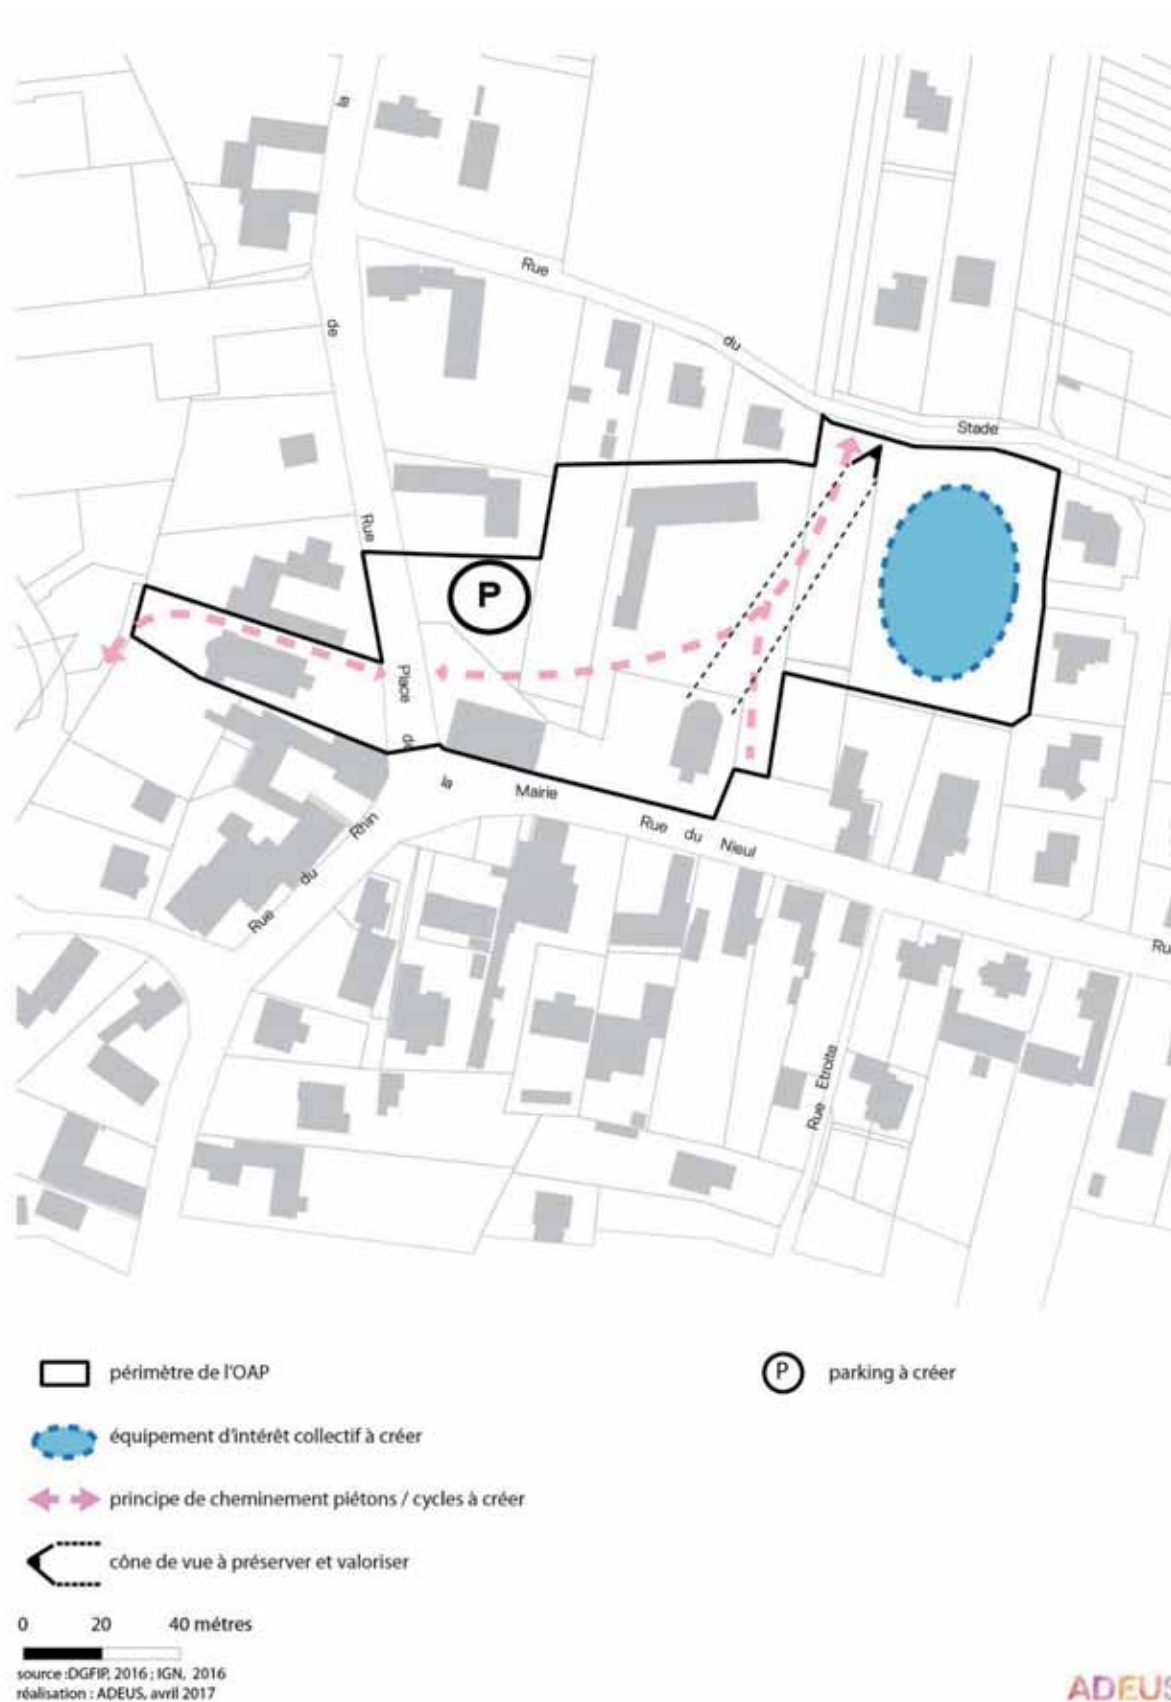 la
Rue
de
du
Stade
Rue
P
Place
de
la
Mairie
Rue du Nieul
Rue du Rhin
Ru
Rue Etroite
périmètre de l'OAP
P
parking à créer
équipement d'intérêt collectif à créer
principe de cheminement piétons / cycles à créer
cône de vue à préserver et valoriser
0 20 40 métres
source :DGFIP, 2016 ; IGN, 2016
réalisation : ADEUS, avril 2017
ADEUS